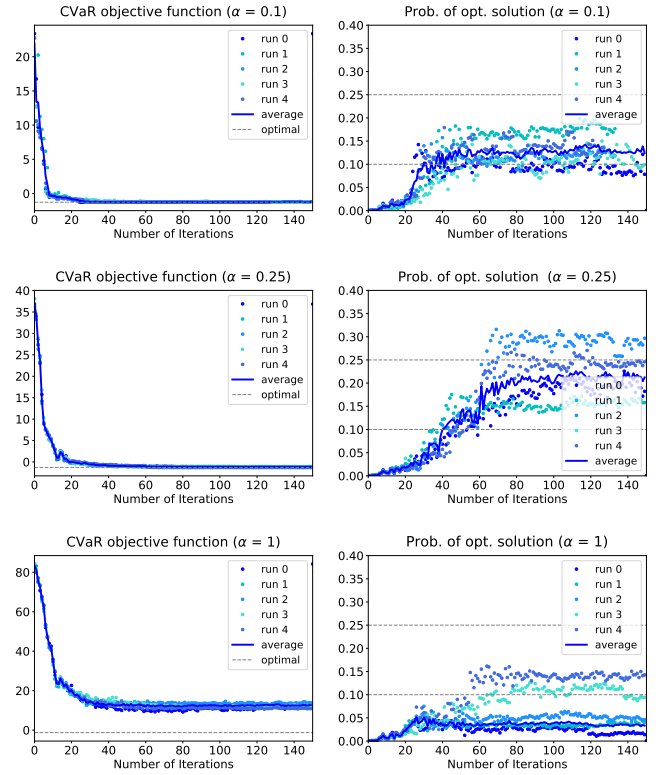 CVaR objective function (α = 0.1)
20
15
10
5
0
0 20 40 60 80 100 120 140
Number of Iterations
run 0
run 1
run 2
run 3
run 4
average
optimal
Prob. of opt. solution (α = 0.1)
0.40
0.35
0.30
0.25
0.20
0.15
0.10
0.05
0.00
0 20 40 60 80 100 120 140
Number of Iterations
run 0
run 1
run 2
run 3
run 4
average
CVaR objective function (α = 0.25)
40
35
30
25
20
15
10
5
0
0 20 40 60 80 100 120 140
Number of Iterations
run 0
run 1
run 2
run 3
run 4
average
optimal
Prob. of opt. solution (α = 0.25)
0.40
0.35
0.30
0.25
0.20
0.15
0.10
0.05
0.00
0 20 40 60 80 100 120 140
Number of Iterations
run 0
run 1
run 2
run 3
run 4
average
CVaR objective function (α = 1)
80
60
40
20
0
0 20 40 60 80 100 120 140
Number of Iterations
run 0
run 1
run 2
run 3
run 4
average
optimal
Prob. of opt. solution (α = 1)
0.40
0.35
0.30
0.25
0.20
0.15
0.10
0.05
0.00
0 20 40 60 80 100 120 140
Number of Iterations
run 0
run 1
run 2
run 3
run 4
average